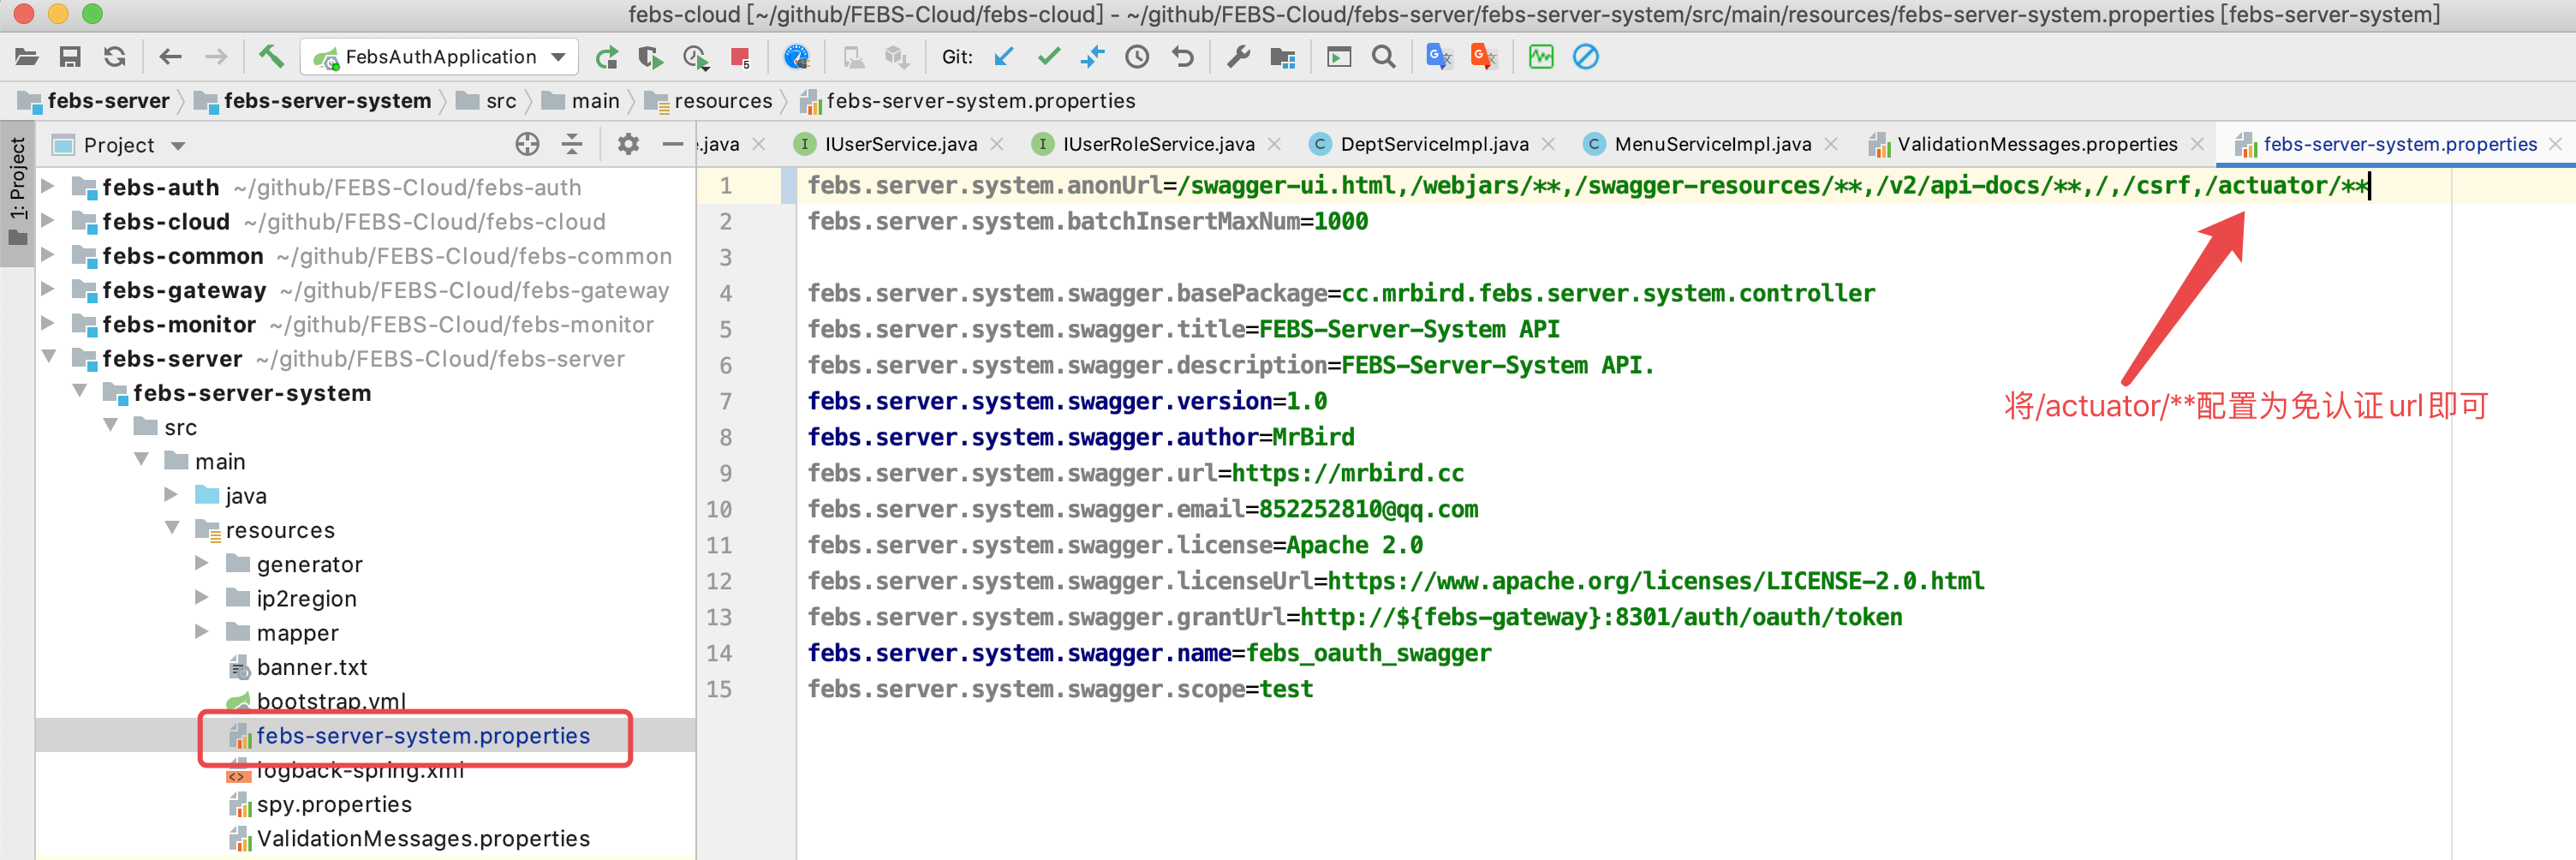 febs-cloud [~/github/FEBS-Cloud/febs-cloud] - ~/github/FEBS-Cloud/febs-server/febs-server-system/src/main/resources/febs-server-system.properties [febs-server-system]
FebsAuthApplication
5
Git:
febs-server
febs-server-system
src
main
resources
febs-server-system.properties
1: Project
Project
.java
IUserService.java
IUserRoleService.java
DeptServiceImpl.java
MenuServiceImpl.java
ValidationMessages.properties
febs-server-system.properties
febs-auth ~/github/FEBS-Cloud/febs-auth
febs-cloud ~/github/FEBS-Cloud/febs-cloud
febs-common ~/github/FEBS-Cloud/febs-common
febs-gateway ~/github/FEBS-Cloud/febs-gateway
febs-monitor ~/github/FEBS-Cloud/febs-monitor
febs-server ~/github/FEBS-Cloud/febs-server
febs-server-system
src
main
java
resources
generator
ip2region
mapper
banner.txt
bootstrap.yml
febs-server-system.properties
logback-spring.xml
spy.properties
ValidationMessages.properties
1 febs.server.system.anonUrl=/swagger-ui.html,/webjars/**,/swagger-resources/**,/v2/api-docs/**,/,/csrf,/actuator/**
2 febs.server.system.batchInsertMaxNum=1000
3
4 febs.server.system.swagger.basePackage=cc.mrbird.febs.server.system.controller
5 febs.server.system.swagger.title=FEBS-Server-System API
6 febs.server.system.swagger.description=FEBS-Server-System API.
7 febs.server.system.swagger.version=1.0
8 febs.server.system.swagger.author=MrBird
9 febs.server.system.swagger.url=https://mrbird.cc
10 febs.server.system.swagger.email=852252810@qq.com
11 febs.server.system.swagger.license=Apache 2.0
12 febs.server.system.swagger.licenseUrl=https://www.apache.org/licenses/LICENSE-2.0.html
13 febs.server.system.swagger.grantUrl=http://${febs-gateway}:8301/auth/oauth/token
14 febs.server.system.swagger.name=febs_oauth_swagger
15 febs.server.system.swagger.scope=test
将/actuator/**配置为免认证url即可